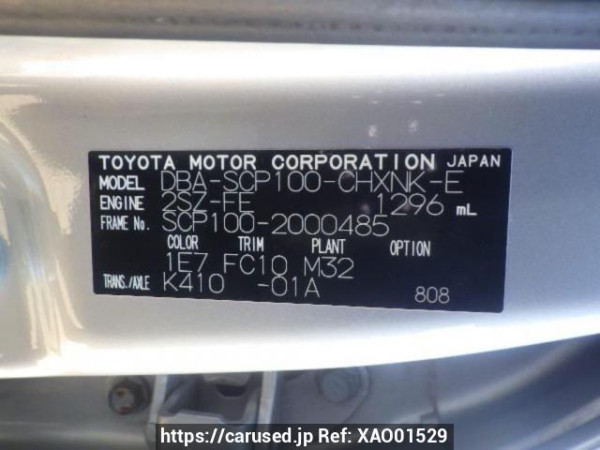 TOYOTA MOTOR CORPORATION JAPAN
MODEL DBA-SCP100-CHXNK-E
ENGINE 2SZ-FE 1296 mL
FRAME No. SCP100-2000485
COLOR TRIM PLANT OPTION
1E7 FC10 M32
TRANS./AXLE K410 -01A
808
https://carused.jp Ref: XAO01529